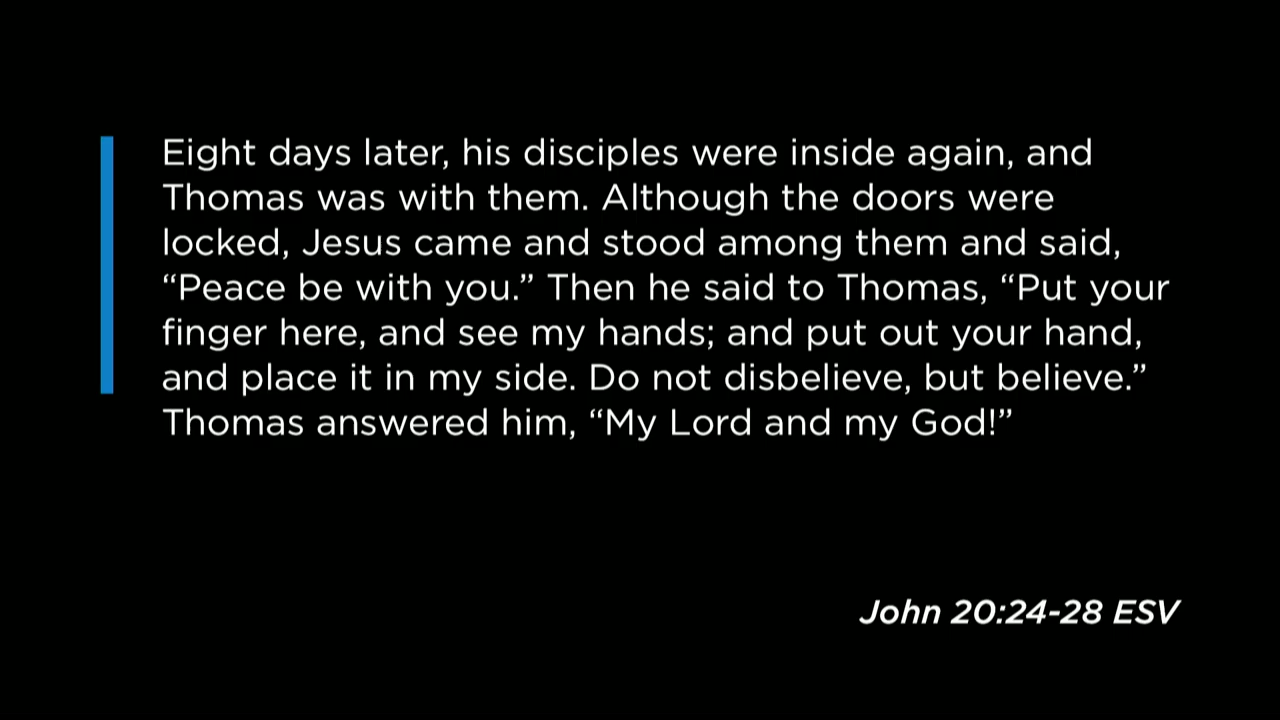 Eight days later, his disciples were inside again, and
Thomas was with them. Although the doors were
locked, Jesus came and stood among them and said,
“Peace be with you.” Then he said to Thomas, “Put your
finger here, and see my hands; and put out your hand,
and place it in my side. Do not disbelieve, but believe.”
Thomas answered him, “My Lord and my God!”
John 20:24-28 ESV